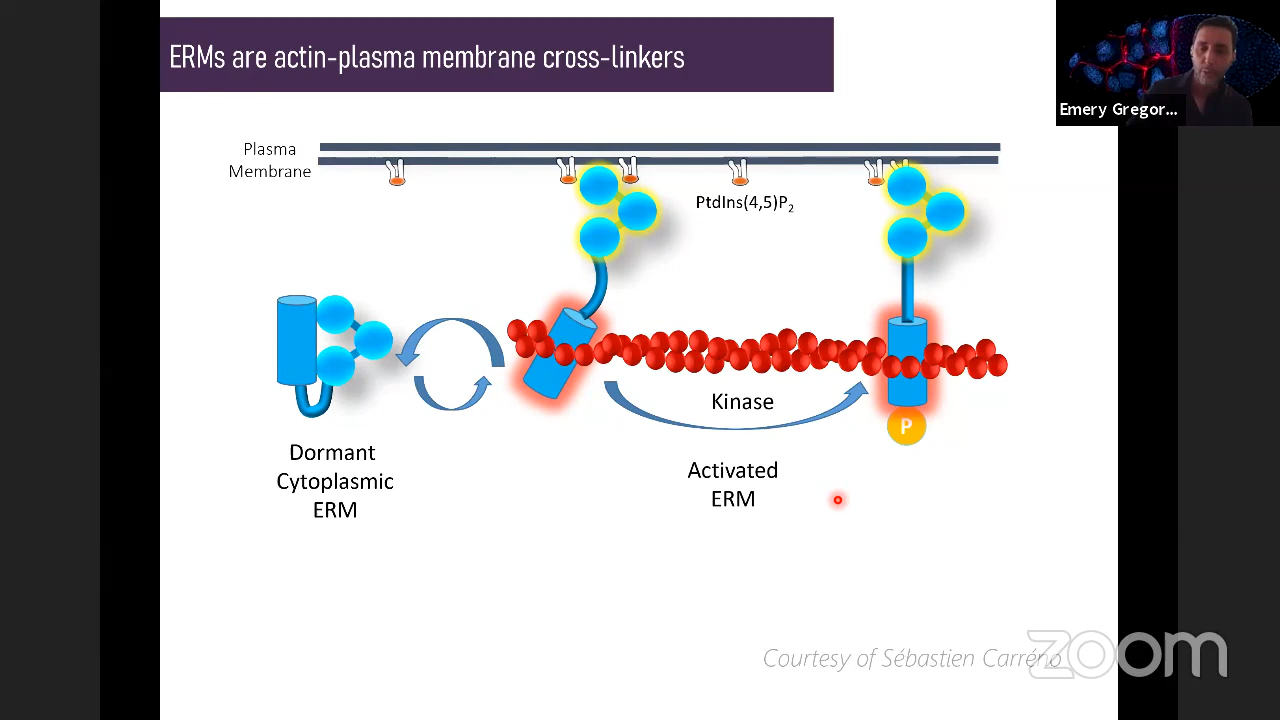 ERMs are actin-plasma membrane cross-linkers
Emery Gregor...
Plasma
Membrane
PtdIns(4,5)P₂
Kinase
P
Dormant
Cytoplasmic
ERM
Activated
ERM
Courtesy of Sébastien Carréno
zoom